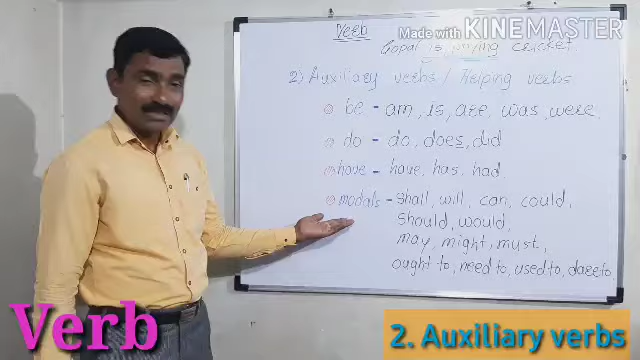 Verb
Made with KINEMASTER
Gopal is playing cricket.
2) Auxiliary verbs / Helping verbs
be - am, is, are, was, were,
do - do, does, did
have - have, has, had.
modals - shall, will, can, could,
should, would,
may, might, must,
ought to, need to, used to, dare to
Verb
2. Auxiliary verbs